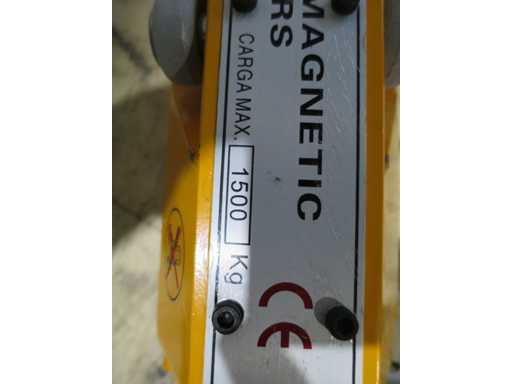 MAGNETIC
RS
CARGA MAX. 1500 Kg
CE